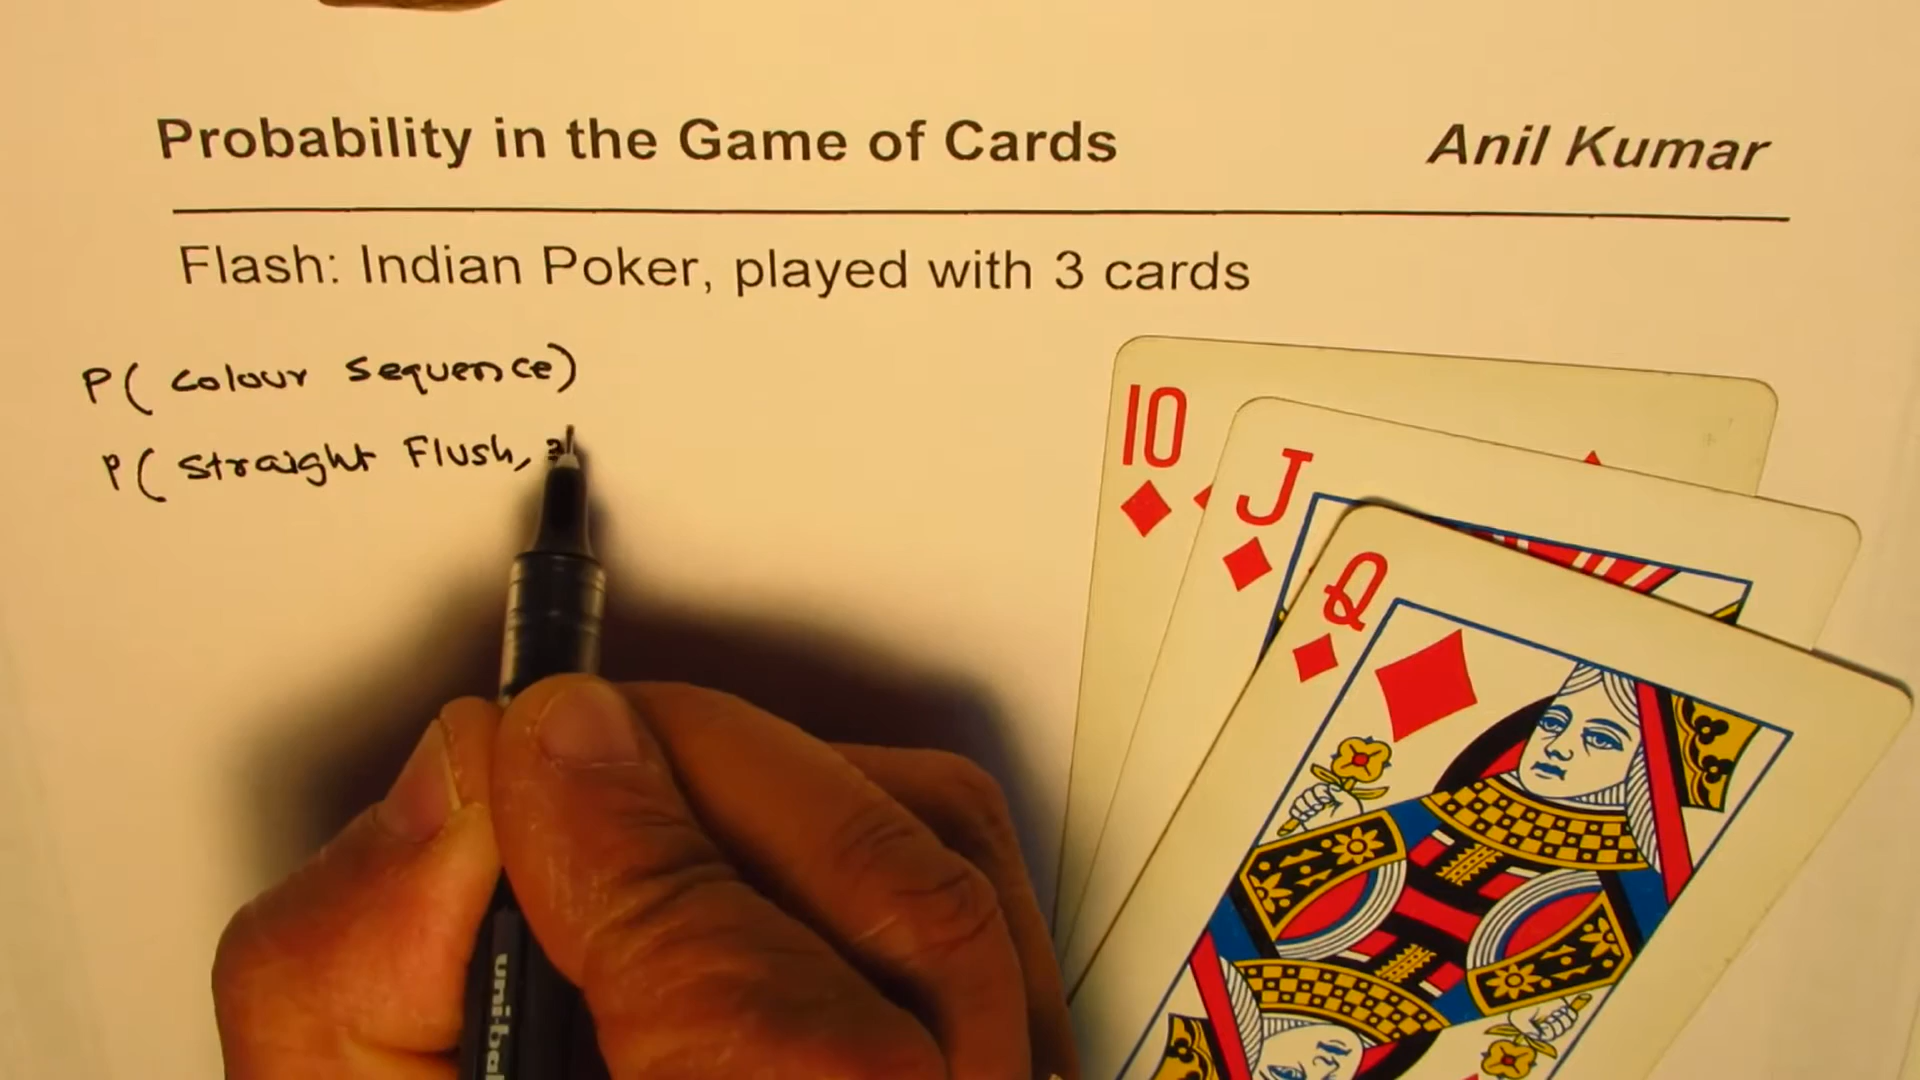 Probability in the Game of Cards Anil Kumar
Flash: Indian Poker, played with 3 cards
P( Colour Sequence)
P( Straight Flush,
10
J
Q